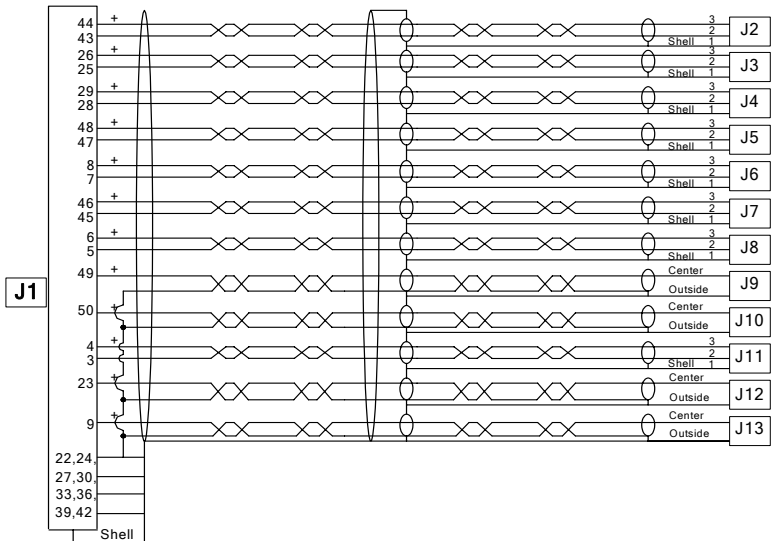 J1
44 + 3
43 2 J2
Shell 1
26 + 3
25 2 J3
Shell 1
29 + 3
28 2 J4
Shell 1
48 + 3
47 2 J5
Shell 1
8 + 3
7 2 J6
Shell 1
46 + 3
45 2 J7
Shell 1
6 + 3
5 2 J8
Shell 1
49 + Center
Outside J9
50 + Center
Outside J10
4 + 3
3 2 J11
Shell 1
23 + Center
Outside J12
9 + Center
Outside J13
22,24,
27,30,
33,36,
39,42
Shell